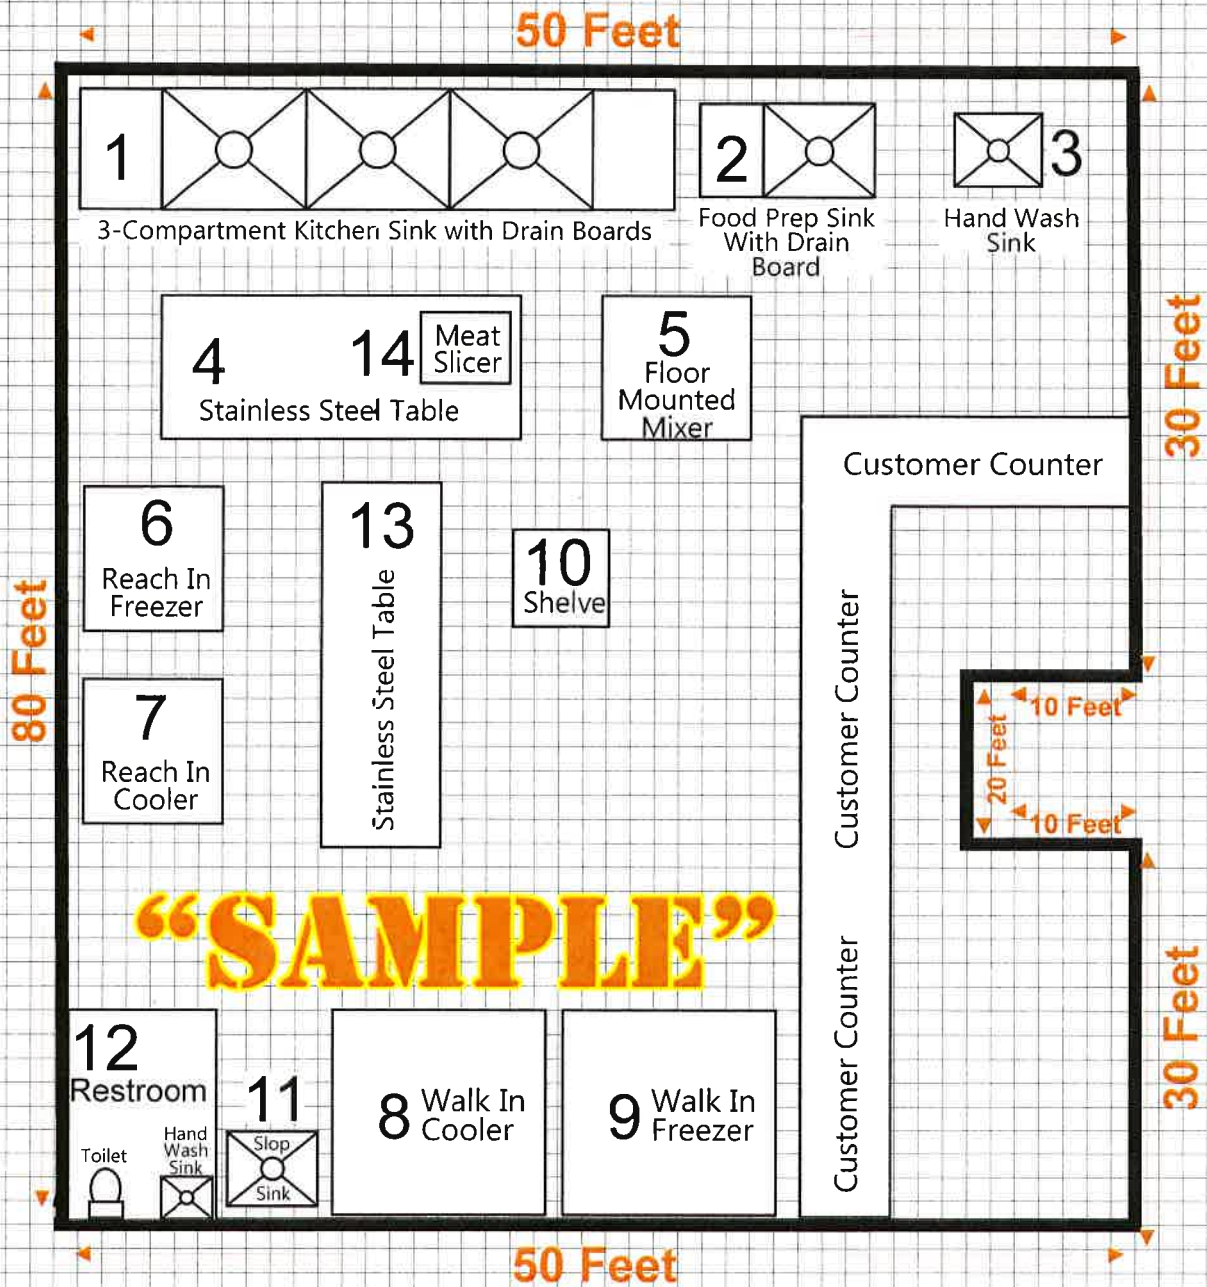 50 Feet
1
3-Compartment Kitchen Sink with Drain Boards
2
Food Prep Sink
With Drain
Board
3
Hand Wash
Sink
4
Stainless Steel Table
14
Meat
Slicer
5
Floor
Mounted
Mixer
30 Feet
Customer Counter
6
Reach In
Freezer
13
Stainless Steel Table
10
Shelve
Customer Counter
80 Feet
7
Reach In
Cooler
10 Feet
20 Feet
10 Feet
“SAMPLE”
Customer Counter
30 Feet
12
Restroom
Toilet
Hand
Wash
Sink
11
Slop
Sink
8
Walk In
Cooler
9
Walk In
Freezer
50 Feet